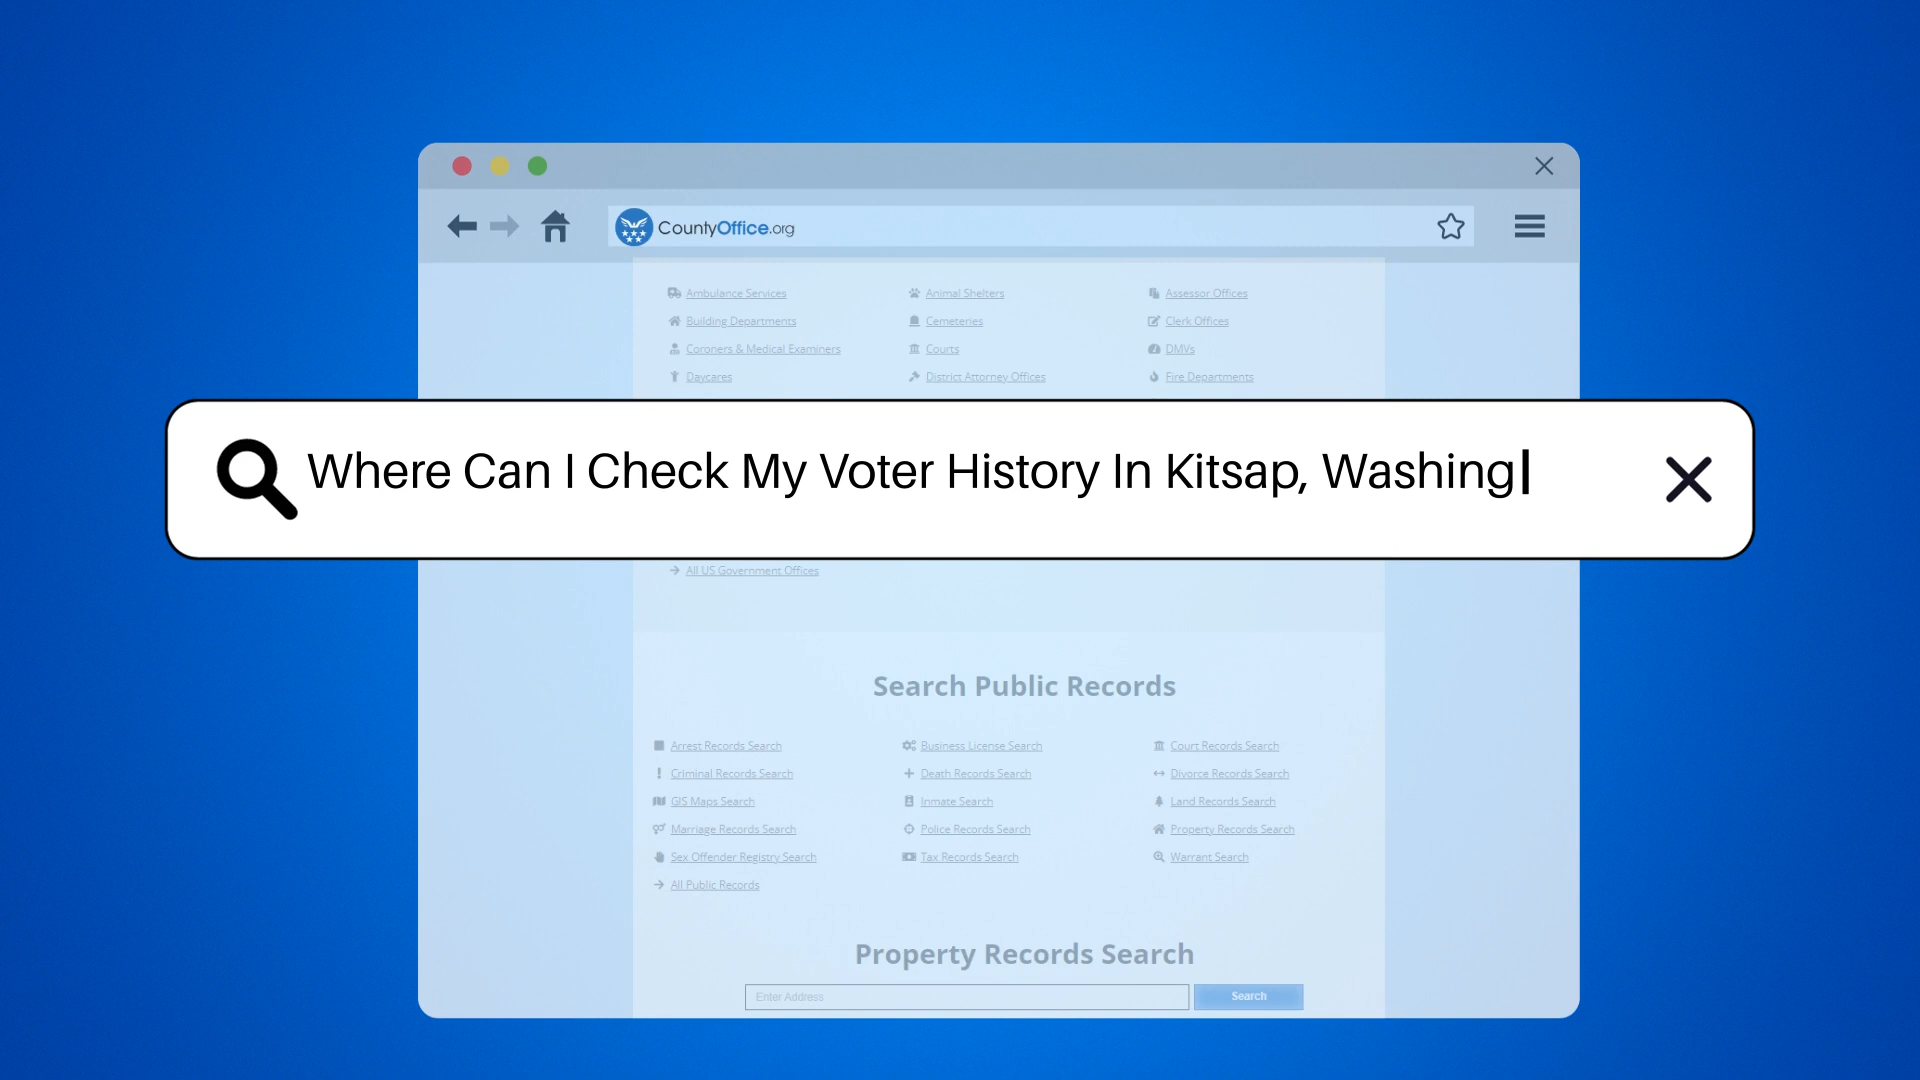 CountyOffice.org
Ambulance Services Animal Shelters Assessor Offices
Building Departments Cemeteries Clerk Offices
Coroners & Medical Examiners Courts DMVs
Daycares District Attorney Offices Fire Departments
Where Can I Check My Voter History In Kitsap, Washing
All US Government Offices
Search Public Records
Arrest Records Search Business License Search Court Records Search
Criminal Records Search Death Records Search Divorce Records Search
GIS Maps Search Inmate Search Land Records Search
Marriage Records Search Police Records Search Property Records Search
Sex Offender Registry Search Tax Records Search Warrant Search
All Public Records
Property Records Search
Enter Address Search